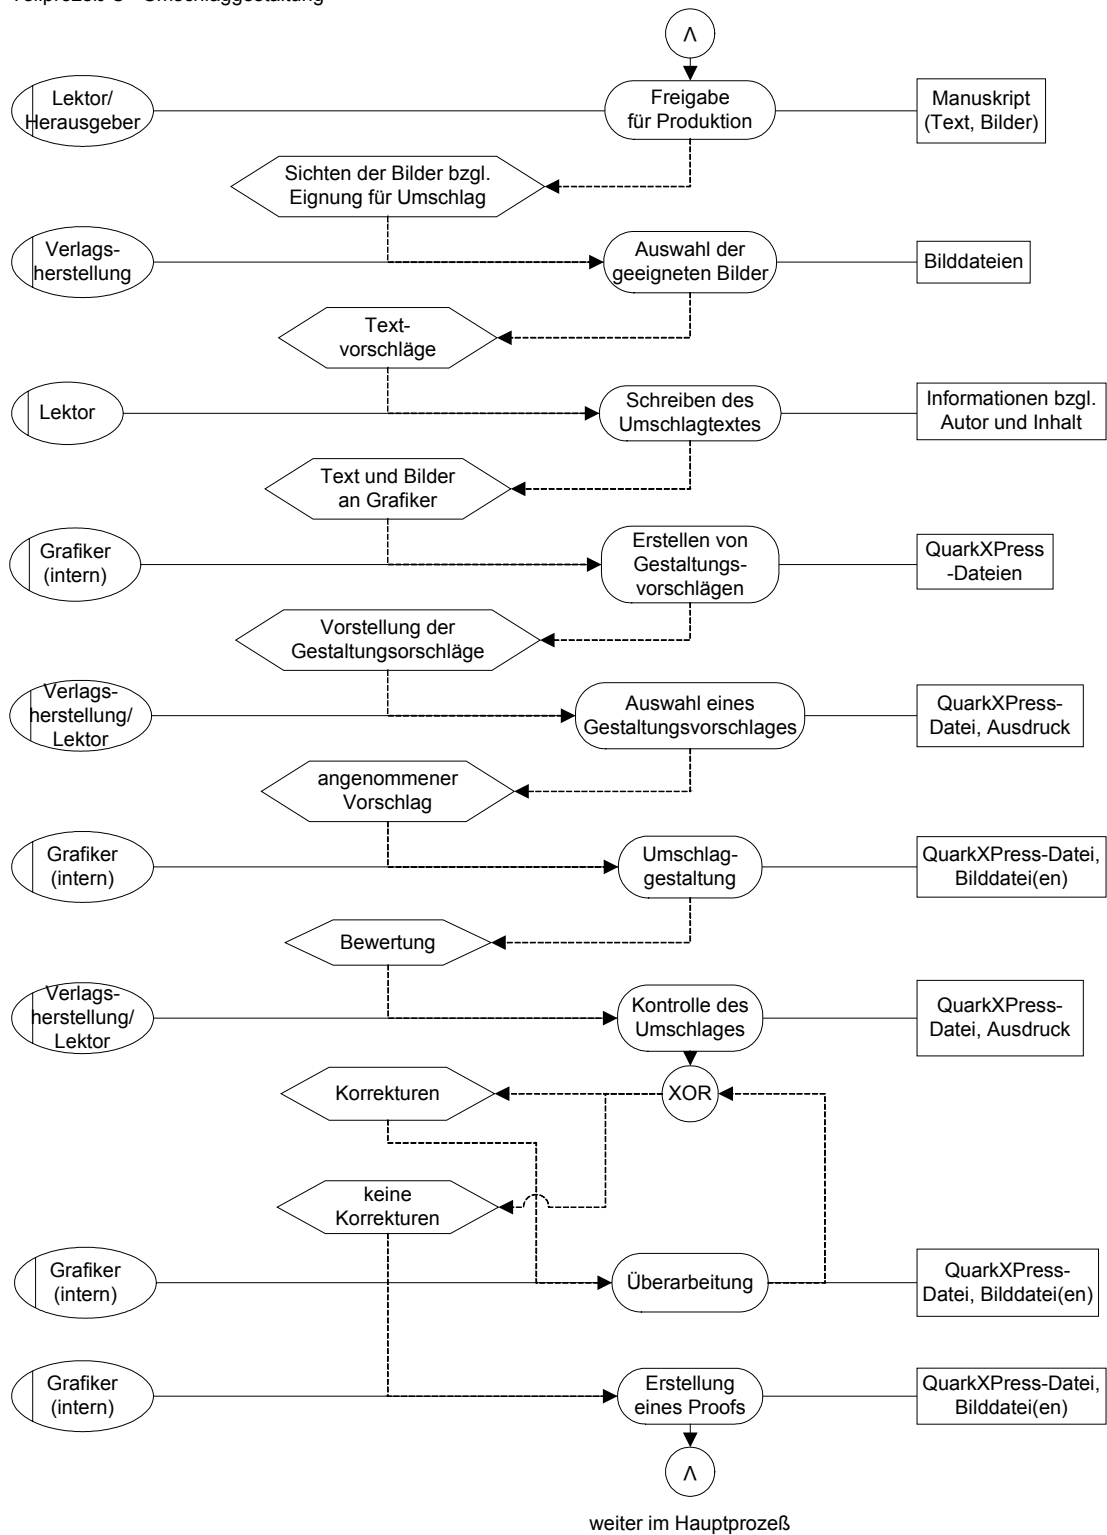 Λ
Lektor/
Herausgeber
Freigabe
für Produktion
Manuskript
(Text, Bilder)
Sichten der Bilder bzgl.
Eignung für Umschlag
Verlags-
herstellung
Auswahl der
geeigneten Bilder
Bilddateien
Text-
vorschläge
Lektor
Schreiben des
Umschlagtextes
Informationen bzgl.
Autor und Inhalt
Text und Bilder
an Grafiker
Grafiker
(intern)
Erstellen von
Gestaltungs-
vorschlägen
QuarkXPress
-Dateien
Vorstellung der
Gestaltungsorschläge
Verlags-
herstellung/
Lektor
Auswahl eines
Gestaltungsvorschlages
QuarkXPress-
Datei, Ausdruck
angenommener
Vorschlag
Grafiker
(intern)
Umschlag-
gestaltung
QuarkXPress-Datei,
Bilddatei(en)
Bewertung
Verlags-
herstellung/
Lektor
Kontrolle des
Umschlages
QuarkXPress-
Datei, Ausdruck
Korrekturen
XOR
keine
Korrekturen
Grafiker
(intern)
Überarbeitung
QuarkXPress-
Datei, Bilddatei(en)
Grafiker
(intern)
Erstellung
eines Proofs
QuarkXPress-Datei,
Bilddatei(en)
Λ
weiter im Hauptprozeß